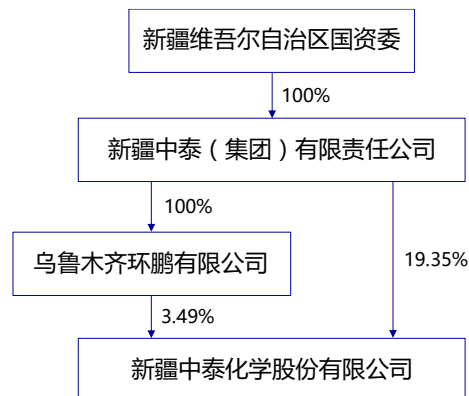 新疆维吾尔自治区国资委
100%
新疆中泰（集团）有限责任公司
100%
乌鲁木齐环鹏有限公司
19.35%
3.49%
新疆中泰化学股份有限公司